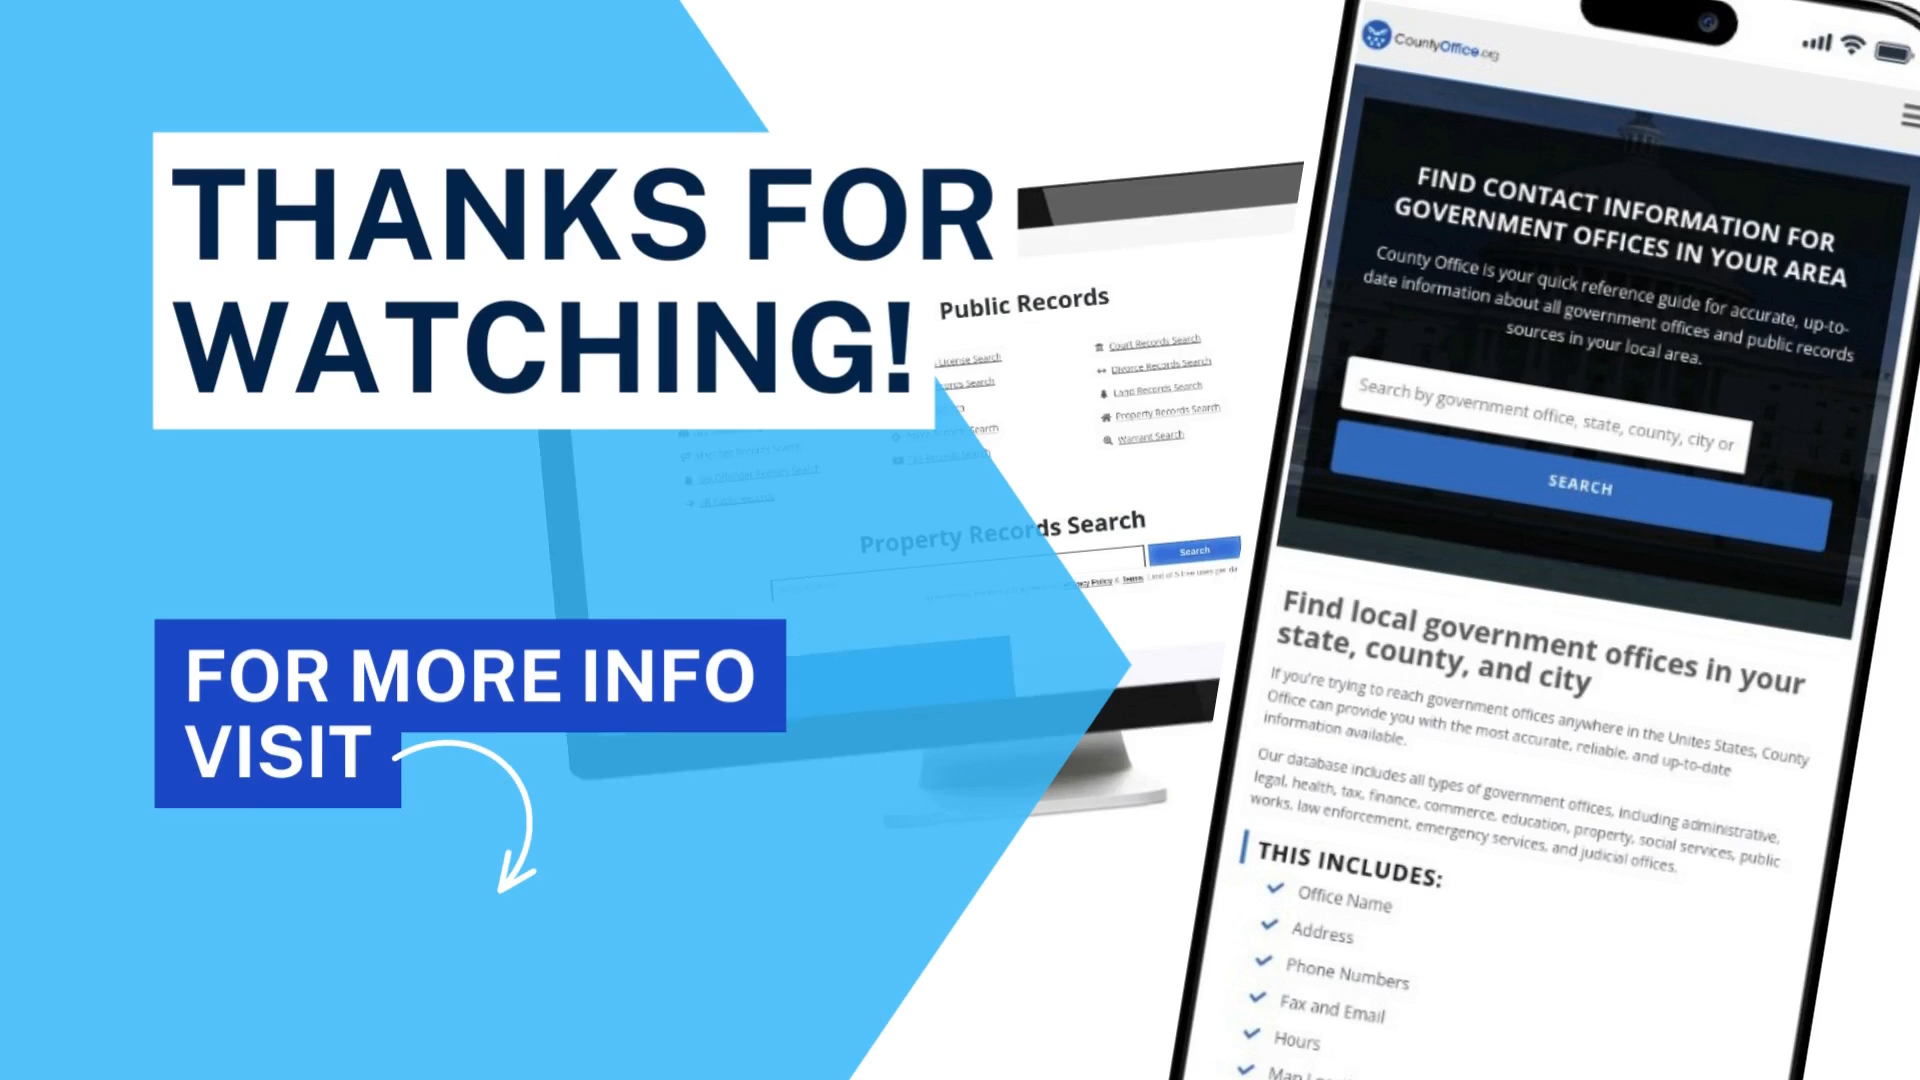 THANKS FOR
WATCHING!
FOR MORE INFO
VISIT
Public Records
License Search
Search
Search
Court Records Search
Divorce Records Search
Land Records Search
Property Records Search
Warrant Search
Property Records Search
Search
Policy & Terms
CountyOffice.org
FIND CONTACT INFORMATION FOR
GOVERNMENT OFFICES IN YOUR AREA
County Office is your quick reference guide for accurate, up-to-
date information about all government offices and public records
sources in your local area.
Search by government office, state, county, city or
SEARCH
Find local government offices in your
state, county, and city
If you're trying to reach government offices anywhere in the Unites States, County
Office can provide you with the most accurate, reliable, and up-to-date
information available.
Our database includes all types of government offices, including administrative,
legal, health, tax, finance, commerce, education, property, social services, public
works, law enforcement, emergency services, and judicial offices.
THIS INCLUDES:
Office Name
Address
Phone Numbers
Fax and Email
Hours
Map